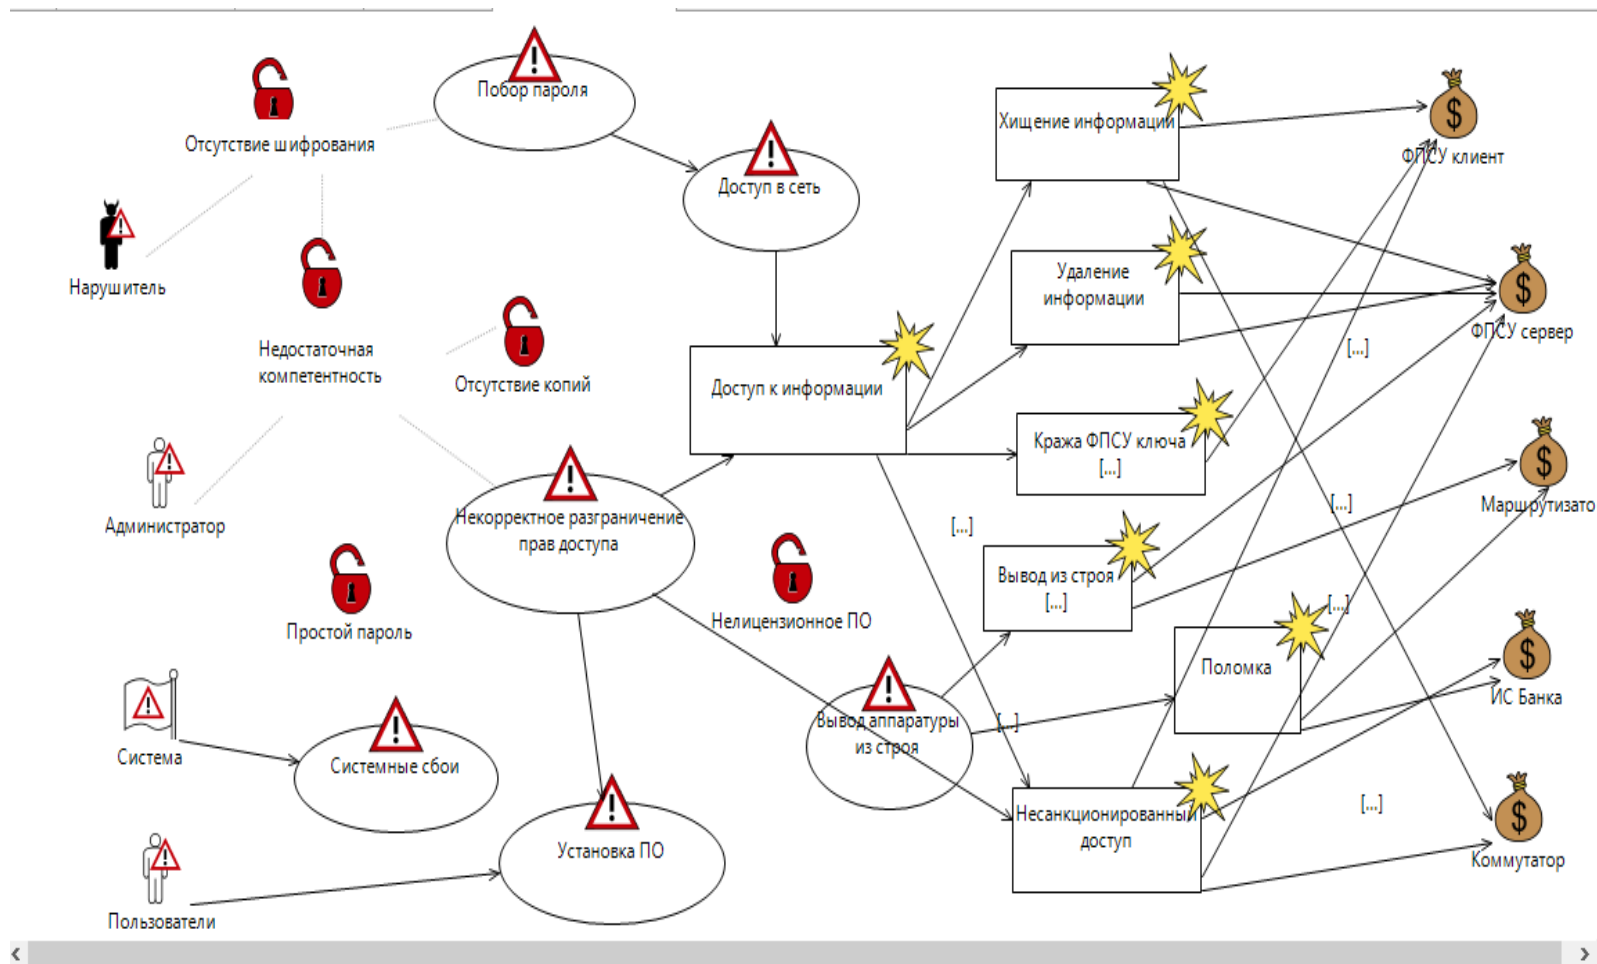 Побор пароля
Хищение информации
Отсутствие шифрования
ФПСУ клиент
Доступ в сеть
Нарушитель
Удаление
информации
ФПСУ сервер
[...]
Недостаточная
компетентность
Отсутствие копий
Доступ к информации
Кража ФПСУ ключа
[...]
Администратор
Некорректное разграничение
прав доступа
[...]
[...]
Маршрутизато
Вывод из строя
[...]
[...]
Простой пароль
Нелицензионное ПО
Поломка
ИС Банка
Вывод аппаратуры
из строя
[...]
Система
Системные сбои
Несанкционированный
доступ
[...]
Установка ПО
Коммутатор
Пользователи